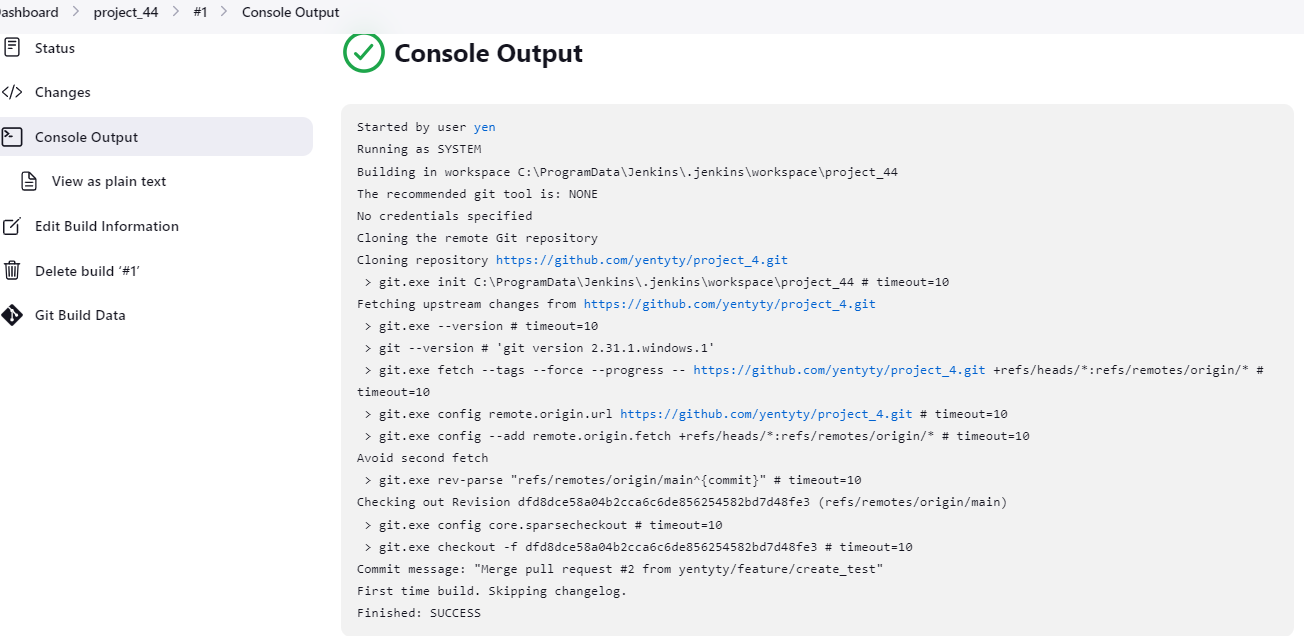 ashboard > project_44 > #1 > Console Output
Status
Changes
Console Output
View as plain text
Edit Build Information
Delete build ‘#1’
Git Build Data
Console Output
Started by user yen
Running as SYSTEM
Building in workspace C:\ProgramData\Jenkins\.jenkins\workspace\project_44
The recommended git tool is: NONE
No credentials specified
Cloning the remote Git repository
Cloning repository https://github.com/yentyty/project_4.git
 > git.exe init C:\ProgramData\Jenkins\.jenkins\workspace\project_44 # timeout=10
Fetching upstream changes from https://github.com/yentyty/project_4.git
 > git.exe --version # timeout=10
 > git --version # 'git version 2.31.1.windows.1'
 > git.exe fetch --tags --force --progress -- https://github.com/yentyty/project_4.git +refs/heads/*:refs/remotes/origin/* #
timeout=10
 > git.exe config remote.origin.url https://github.com/yentyty/project_4.git # timeout=10
 > git.exe config --add remote.origin.fetch +refs/heads/*:refs/remotes/origin/* # timeout=10
Avoid second fetch
 > git.exe rev-parse "refs/remotes/origin/main^{commit}" # timeout=10
Checking out Revision dfd8dce58a04b2cca6c6de856254582bd7d48fe3 (refs/remotes/origin/main)
 > git.exe config core.sparsecheckout # timeout=10
 > git.exe checkout -f dfd8dce58a04b2cca6c6de856254582bd7d48fe3 # timeout=10
Commit message: "Merge pull request #2 from yentyty/feature/create_test"
First time build. Skipping changelog.
Finished: SUCCESS